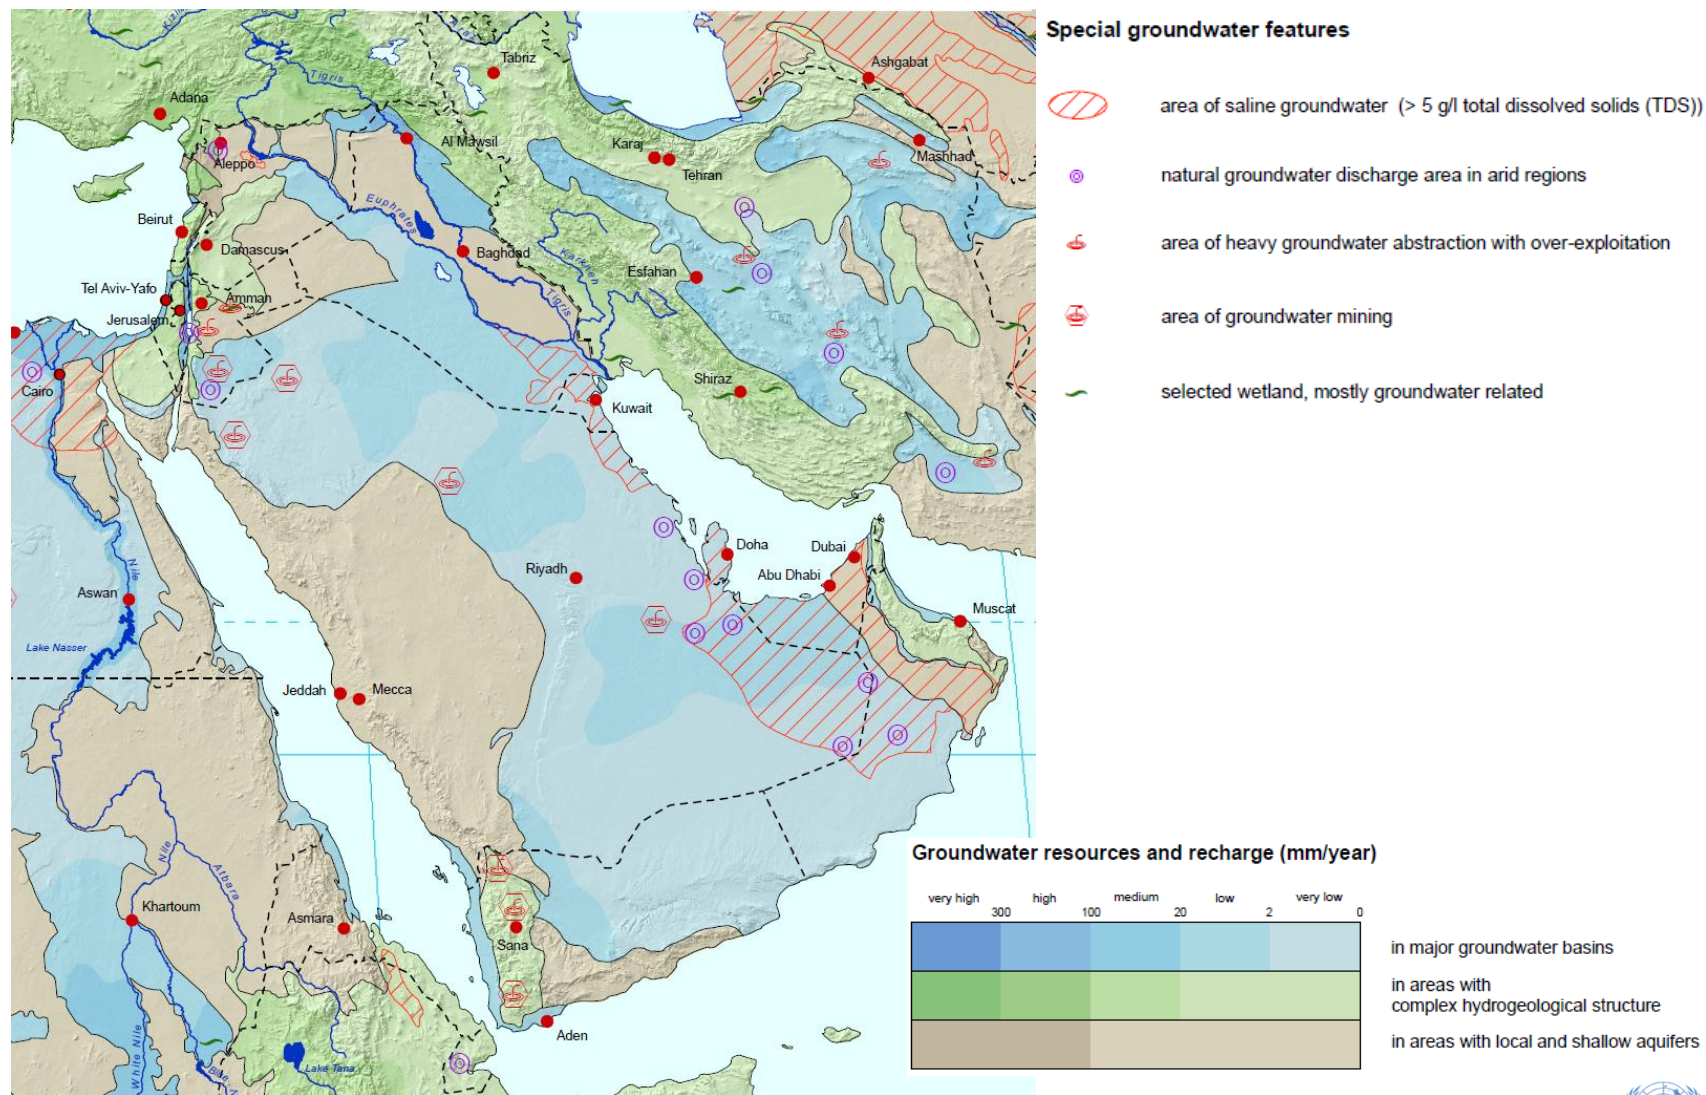 Special groundwater features
area of saline groundwater (> 5 g/l total dissolved solids (TDS))
natural groundwater discharge area in arid regions
area of heavy groundwater abstraction with over-exploitation
area of groundwater mining
selected wetland, mostly groundwater related
Tabriz
Ashgabat
Tigris
Adana
Al Mawsil
Karaj
Mashhad
Aleppo
Tehran
Euphrates
Beirut
Damascus
Baghdad
Karkheh
Esfahan
Tel Aviv-Yafo
Amman
Tigris
Jerusalem
Cairo
Shiraz
Kuwait
Nile
Doha
Dubai
Riyadh
Abu Dhabi
Aswan
Muscat
Lake Nasser
Jeddah
Mecca
Nile
Atbara
Khartoum
Asmara
Sana
Aden
White Nile
Lake Tana
Groundwater resources and recharge (mm/year)
very high high medium low very low
300 100 20 2 0
in major groundwater basins
in areas with
complex hydrogeological structure
in areas with local and shallow aquifers